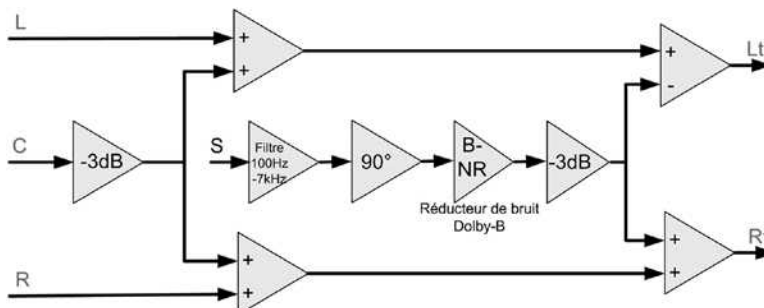 L
+
+
+
-
Lt
C
-3dB
S
Filtre
100Hz
-7kHz
90°
B-
NR
-3dB
Réducteur de bruit
Dolby-B
+
+
+
+
R